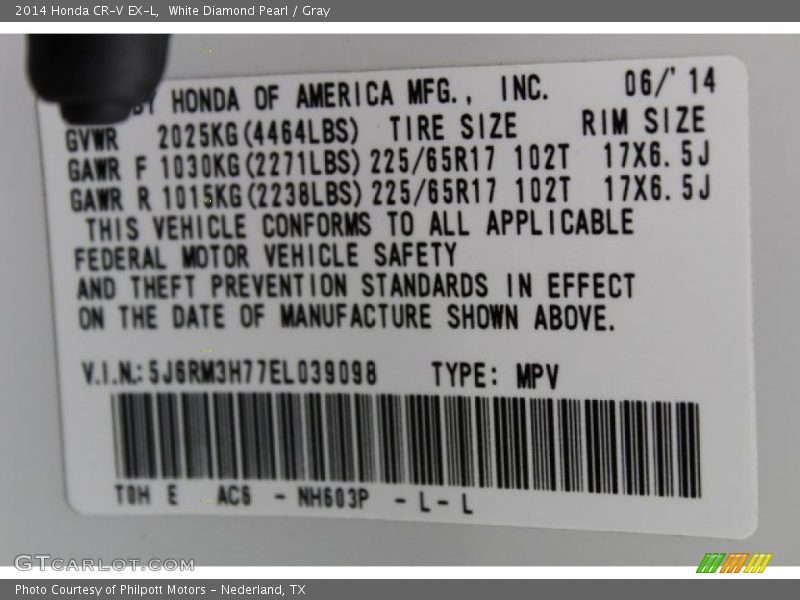 2014 Honda CR-V EX-L, White Diamond Pearl / Gray
BY HONDA OF AMERICA MFG., INC. 06/'14
GVWR 2025KG(4464LBS) TIRE SIZE RIM SIZE
GAWR F 1030KG(2271LBS) 225/65R17 102T 17X6.5J
GAWR R 1015KG(2238LBS) 225/65R17 102T 17X6.5J
THIS VEHICLE CONFORMS TO ALL APPLICABLE
FEDERAL MOTOR VEHICLE SAFETY
AND THEFT PREVENTION STANDARDS IN EFFECT
ON THE DATE OF MANUFACTURE SHOWN ABOVE.
V.I.N.: 5J6RM3H77EL039098 TYPE: MPV
T0H E AC6 - NH603P - L - L
GTCARLOT.COM
Photo Courtesy of Philpott Motors - Nederland, TX